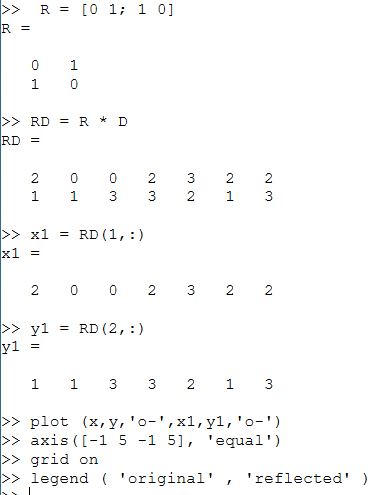 >>  R = [0 1; 1 0]
R =
0 1
1 0
>> RD = R * D
RD =
2 0 0 2 3 2 2
1 1 3 3 2 1 3
>> x1 = RD(1,:)
x1 =
2 0 0 2 3 2 2
>> y1 = RD(2,:)
y1 =
1 1 3 3 2 1 3
>> plot (x,y,'o-',x1,y1,'o-')
>> axis([-1 5 -1 5], 'equal')
>> grid on
>> legend ( 'original' , 'reflected' )
>>